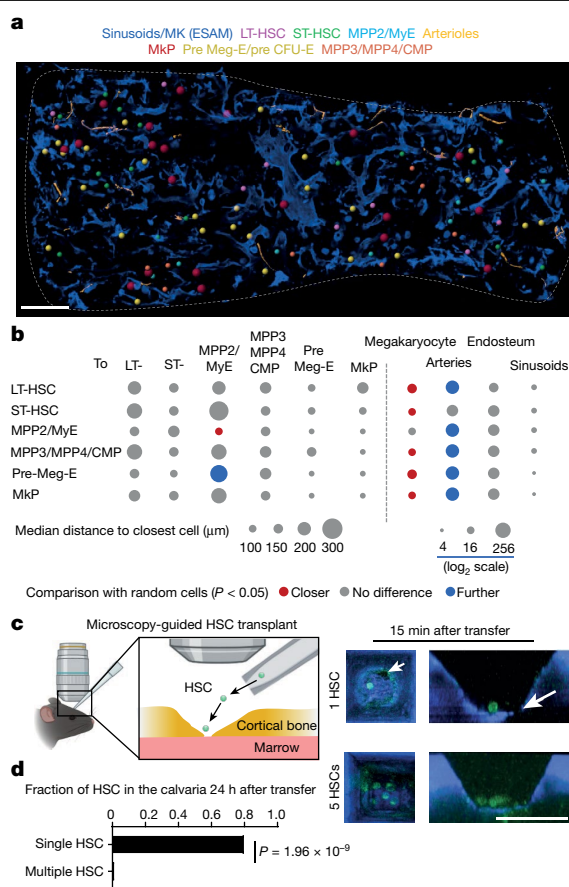 a
Sinusoids/MK (ESAM) LT-HSC ST-HSC MPP2/MyE Arterioles
MkP Pre Meg-E/pre CFU-E MPP3/MPP4/CMP
b
To LT- ST- MPP2/ MyE MPP3 MPP4 CMP Pre Meg-E MkP Megakaryocyte Arteries Endosteum Sinusoids
LT-HSC
ST-HSC
MPP2/MyE
MPP3/MPP4/CMP
Pre-Meg-E
MkP
Median distance to closest cell (μm)
100 150 200 300
4 16 256
(log2 scale)
Comparison with random cells (P < 0.05) Closer No difference Further
c
Microscopy-guided HSC transplant
15 min after transfer
HSC
Cortical bone
Marrow
1 HSC
5 HSCs
d
Fraction of HSC in the calvaria 24 h after transfer
0 0.2 0.4 0.6 0.8 1.0
Single HSC
P = 1.96 × 10⁻⁹
Multiple HSC